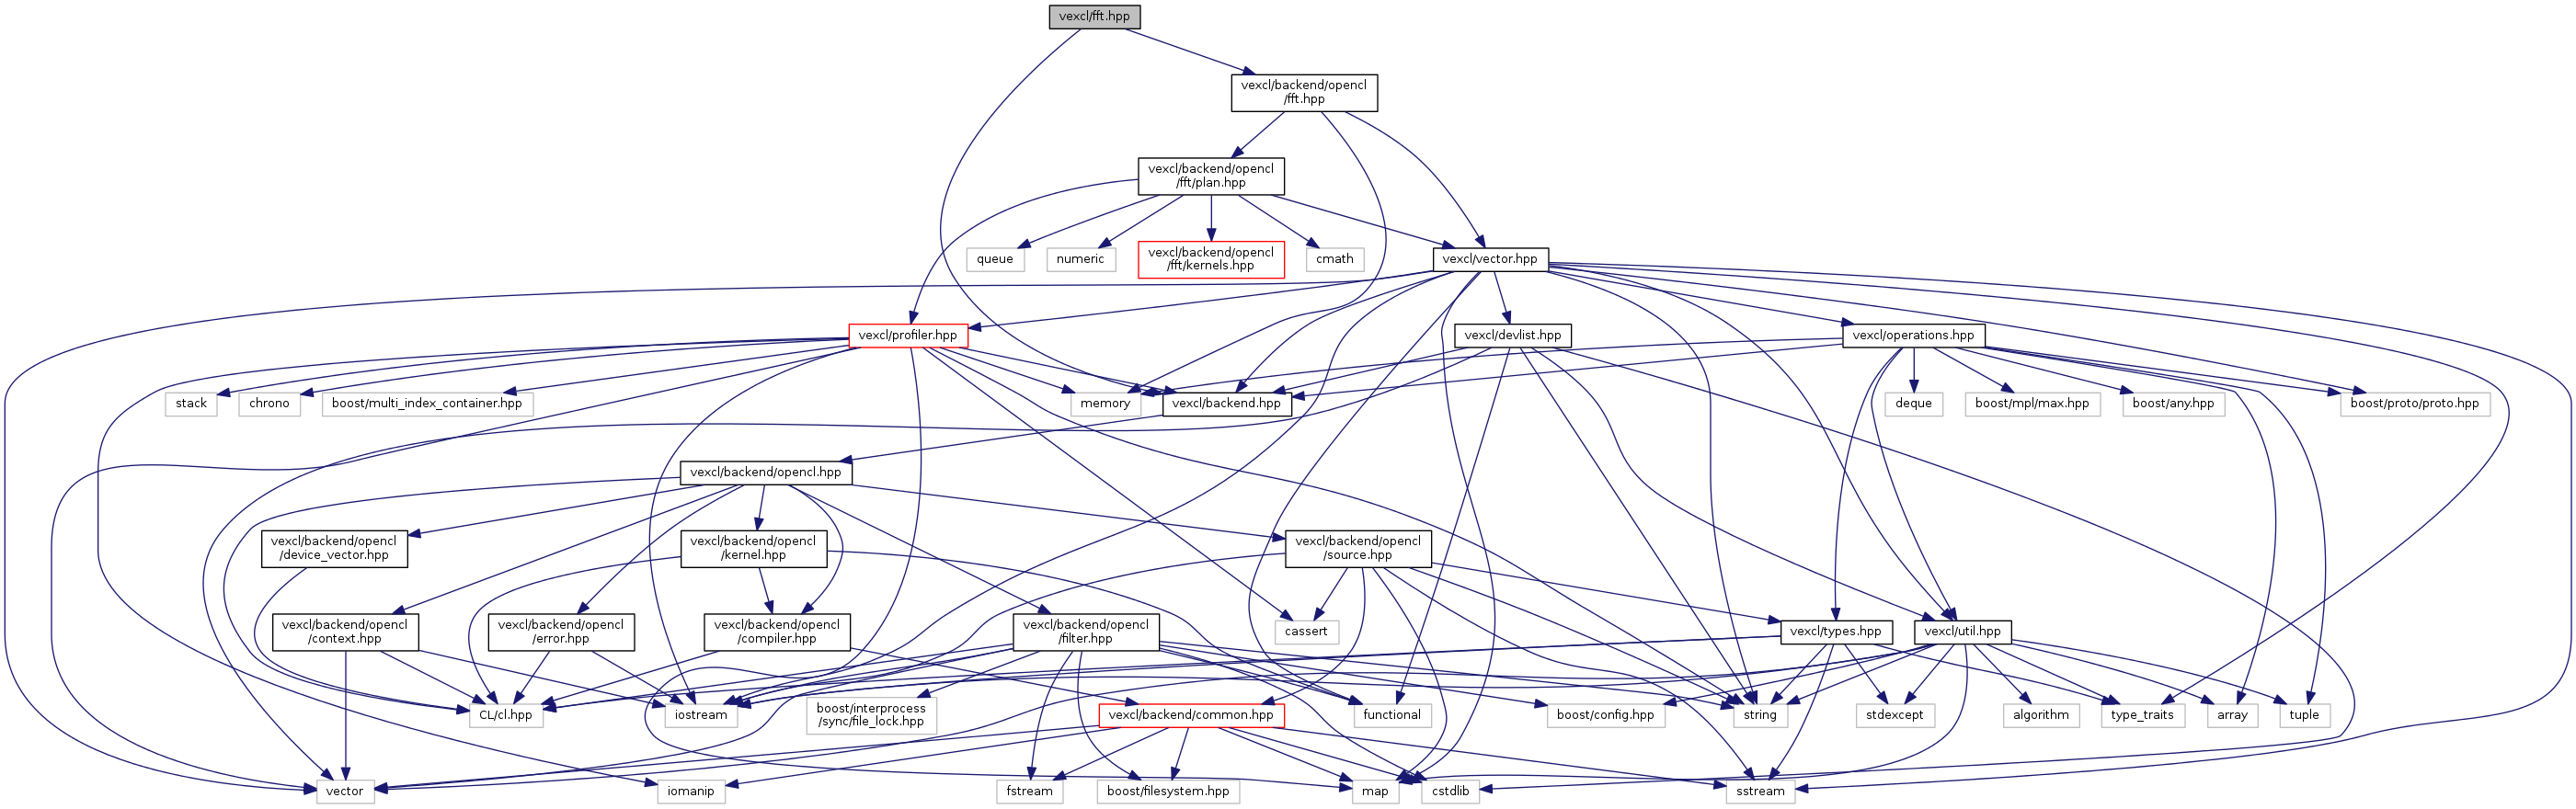 vexcl/fft.hpp
vexcl/backend/opencl
/fft.hpp
vexcl/backend/opencl
/fft/plan.hpp
queue
numeric
vexcl/backend/opencl
/fft/kernels.hpp
cmath
vexcl/vector.hpp
vexcl/profiler.hpp
vexcl/devlist.hpp
vexcl/operations.hpp
stack
chrono
boost/multi_index_container.hpp
memory
vexcl/backend.hpp
deque
boost/mpl/max.hpp
boost/any.hpp
boost/proto/proto.hpp
vexcl/backend/opencl.hpp
vexcl/backend/opencl
/device_vector.hpp
vexcl/backend/opencl
/kernel.hpp
vexcl/backend/opencl
/source.hpp
vexcl/backend/opencl
/context.hpp
vexcl/backend/opencl
/error.hpp
vexcl/backend/opencl
/compiler.hpp
vexcl/backend/opencl
/filter.hpp
cassert
vexcl/types.hpp
vexcl/util.hpp
CL/cl.hpp
iostream
boost/interprocess
/sync/file_lock.hpp
vexcl/backend/common.hpp
functional
boost/config.hpp
string
stdexcept
algorithm
type_traits
array
tuple
vector
iomanip
fstream
boost/filesystem.hpp
map
cstdlib
sstream